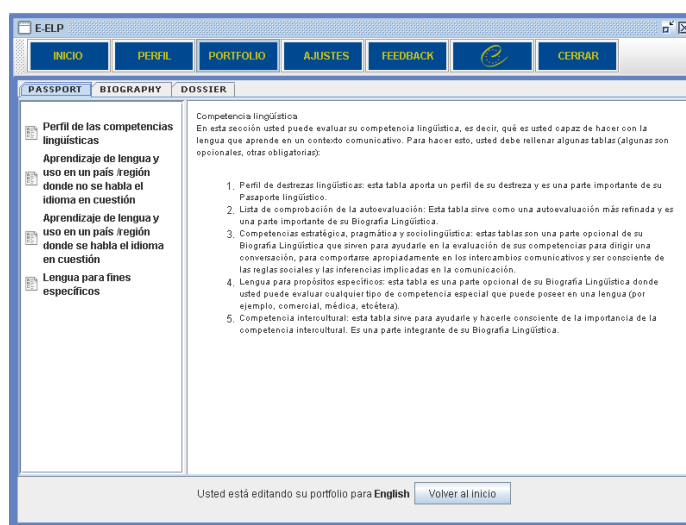 E-ELP
INICIO PERFIL PORTFOLIO AJUSTES FEEDBACK CERRAR
PASSPORT BIOGRAPHY DOSSIER
Perfil de las competencias
lingüísticas
Aprendizaje de lengua y
uso en un país /región
donde no se habla el
idioma en cuestión
Aprendizaje de lengua y
uso en un país /región
donde se habla el idioma
en cuestión
Lengua para fines
específicos
Competencia lingüística
En esta sección usted puede evaluar su competencia lingüística, es decir, qué es usted capaz de hacer con la
lengua que aprende en un contexto comunicativo. Para hacer esto, usted debe rellenar algunas tablas (algunas son
opcionales, otras obligatorias):
1. Perfil de destrezas lingüísticas: esta tabla aporta un perfil de su destreza y es una parte importante de su
Pasaporte lingüístico.
2. Lista de comprobación de la autoevaluación: Esta tabla sirve como una autoevaluación más refinada y es
una parte importante de su Biografía Lingüística.
3. Competencias estratégica, pragmática y sociolingüística: estas tablas son una parte opcional de su
Biografía Lingüística que sirven para ayudarle en la evaluación de sus competencias para dirigir una
conversación, para comportarse apropiadamente en los intercambios comunicativos y ser consciente de
las reglas sociales y las inferencias implicadas en la comunicación.
4. Lengua para propósitos específicos: esta tabla es una parte opcional de su Biografía Lingüística donde
usted puede evaluar cualquier tipo de competencia especial que puede poseer en una lengua (por
ejemplo, comercial, médica, etcétera).
5. Competencia intercultural: esta tabla sirve para ayudarle y hacerle consciente de la importancia de la
competencia intercultural. Es una parte integrante de su Biografía Lingüística.
Usted está editando su portfolio para English Volver al inicio